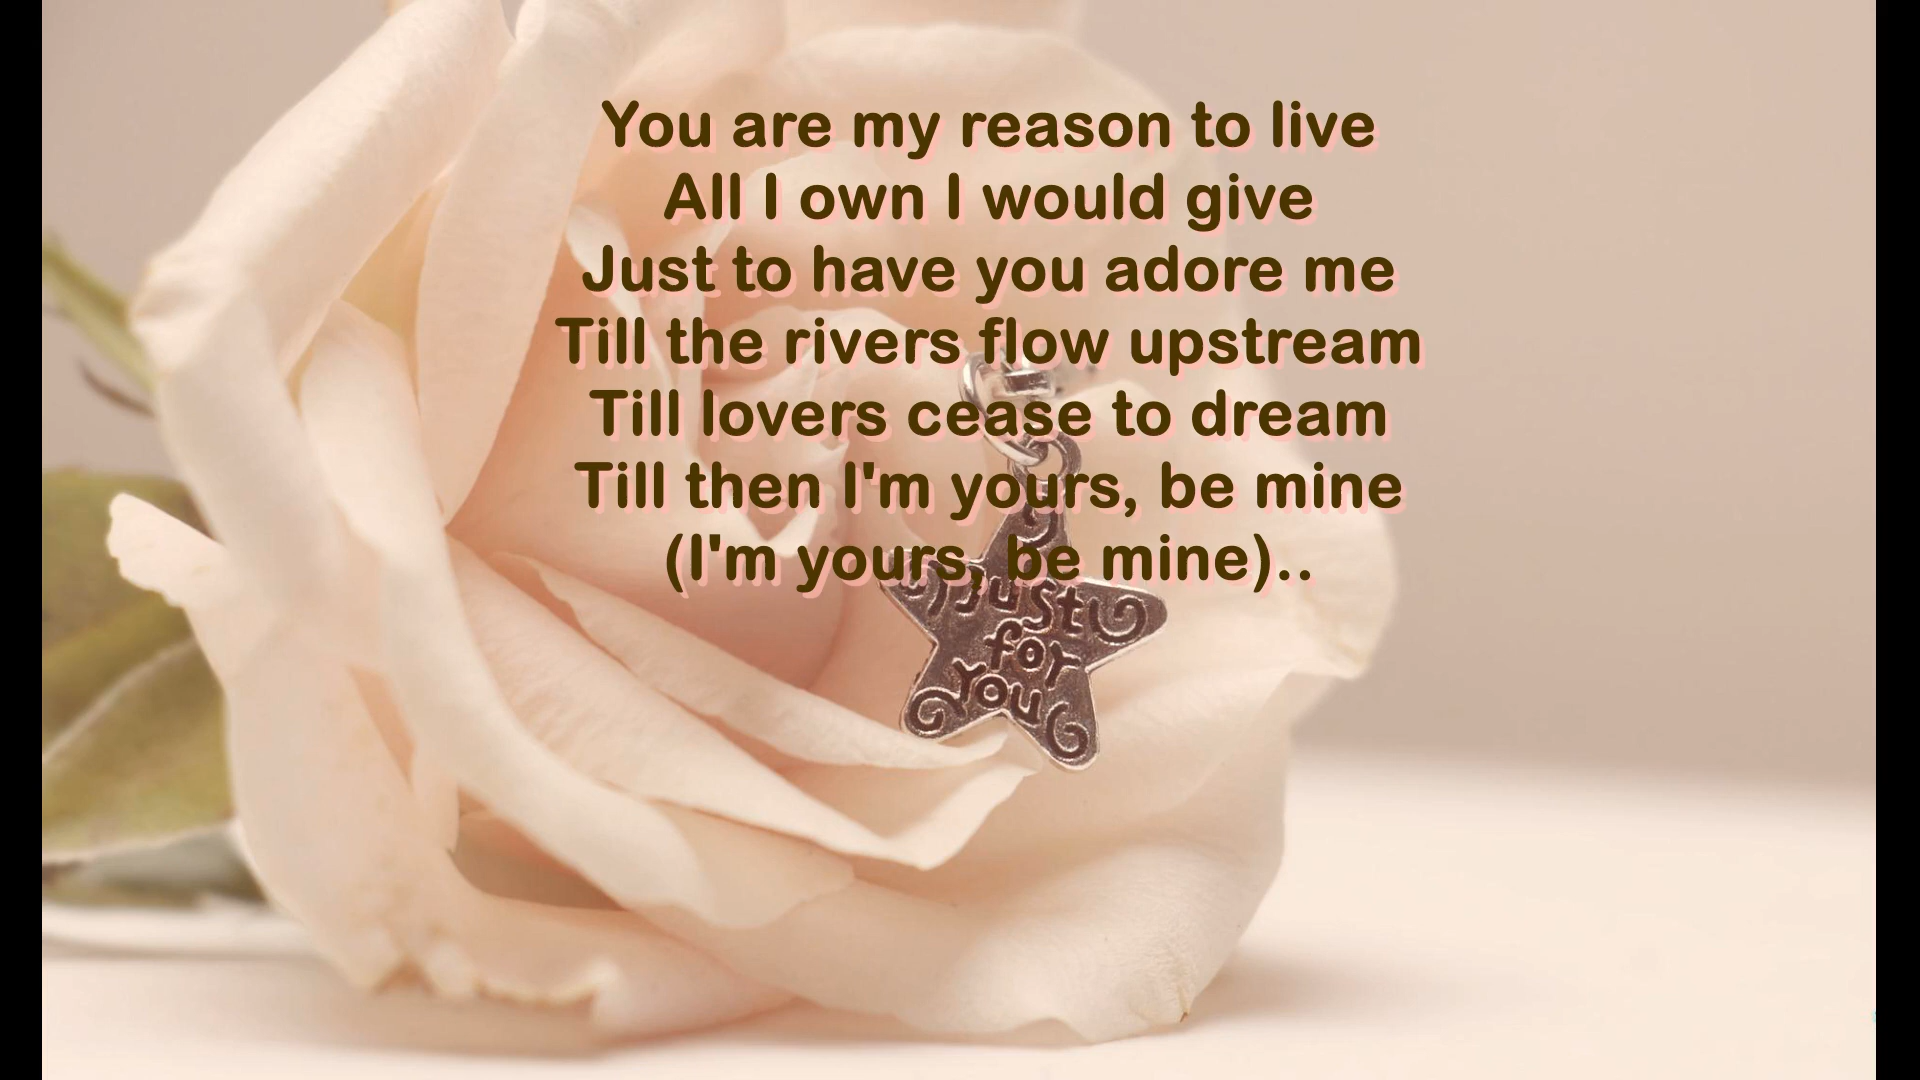 You are my reason to live
All I own I would give
Just to have you adore me
Till the rivers flow upstream
Till lovers cease to dream
Till then I'm yours, be mine
(I'm yours, be mine)..
Just
for
You